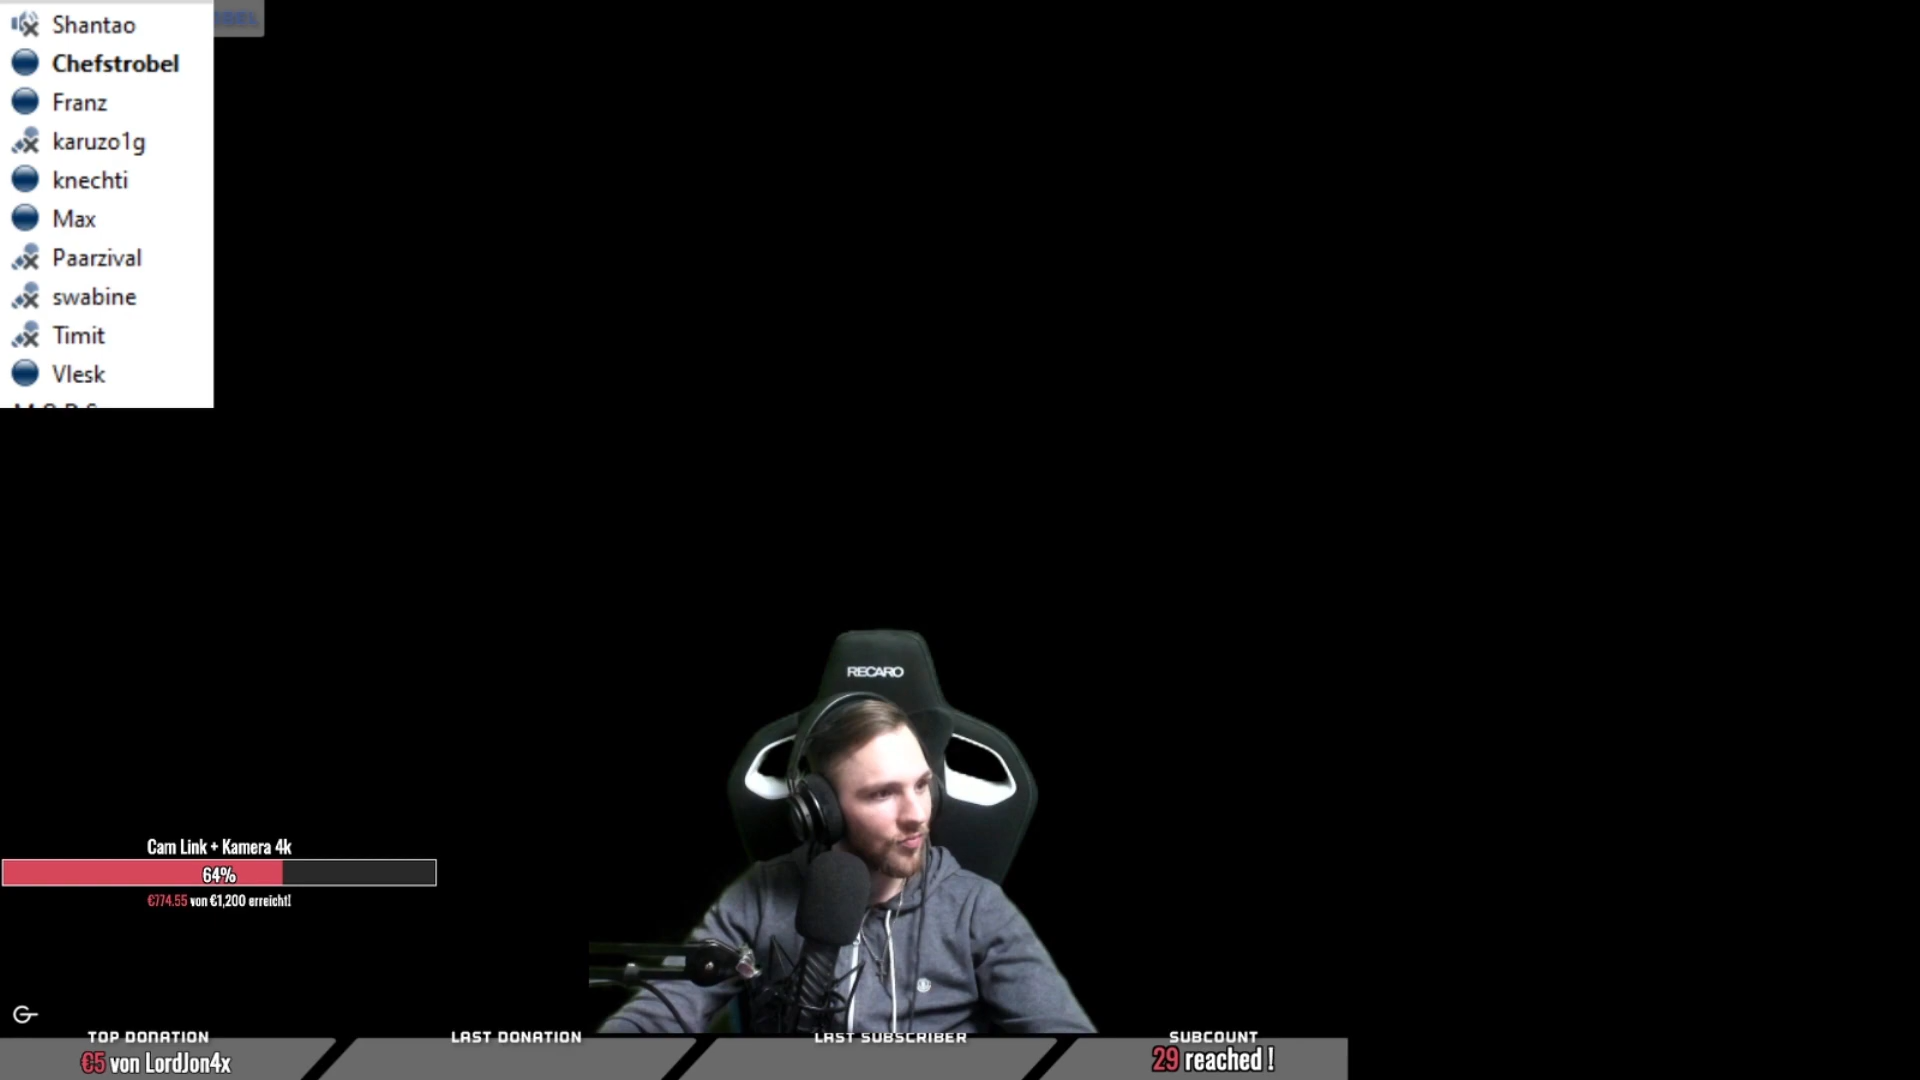 Shantao
Chefstrobel
Franz
karuzo1g
knechti
Max
Paarzival
swabine
Timit
Vlesk
RECARO
Cam Link + Kamera 4k
64%
€774.55 von €1,200 erreicht!
TOP DONATION
€5 von LordJon4x
LAST DONATION
LAST SUBSCRIBER
SUBCOUNT
29 reached !